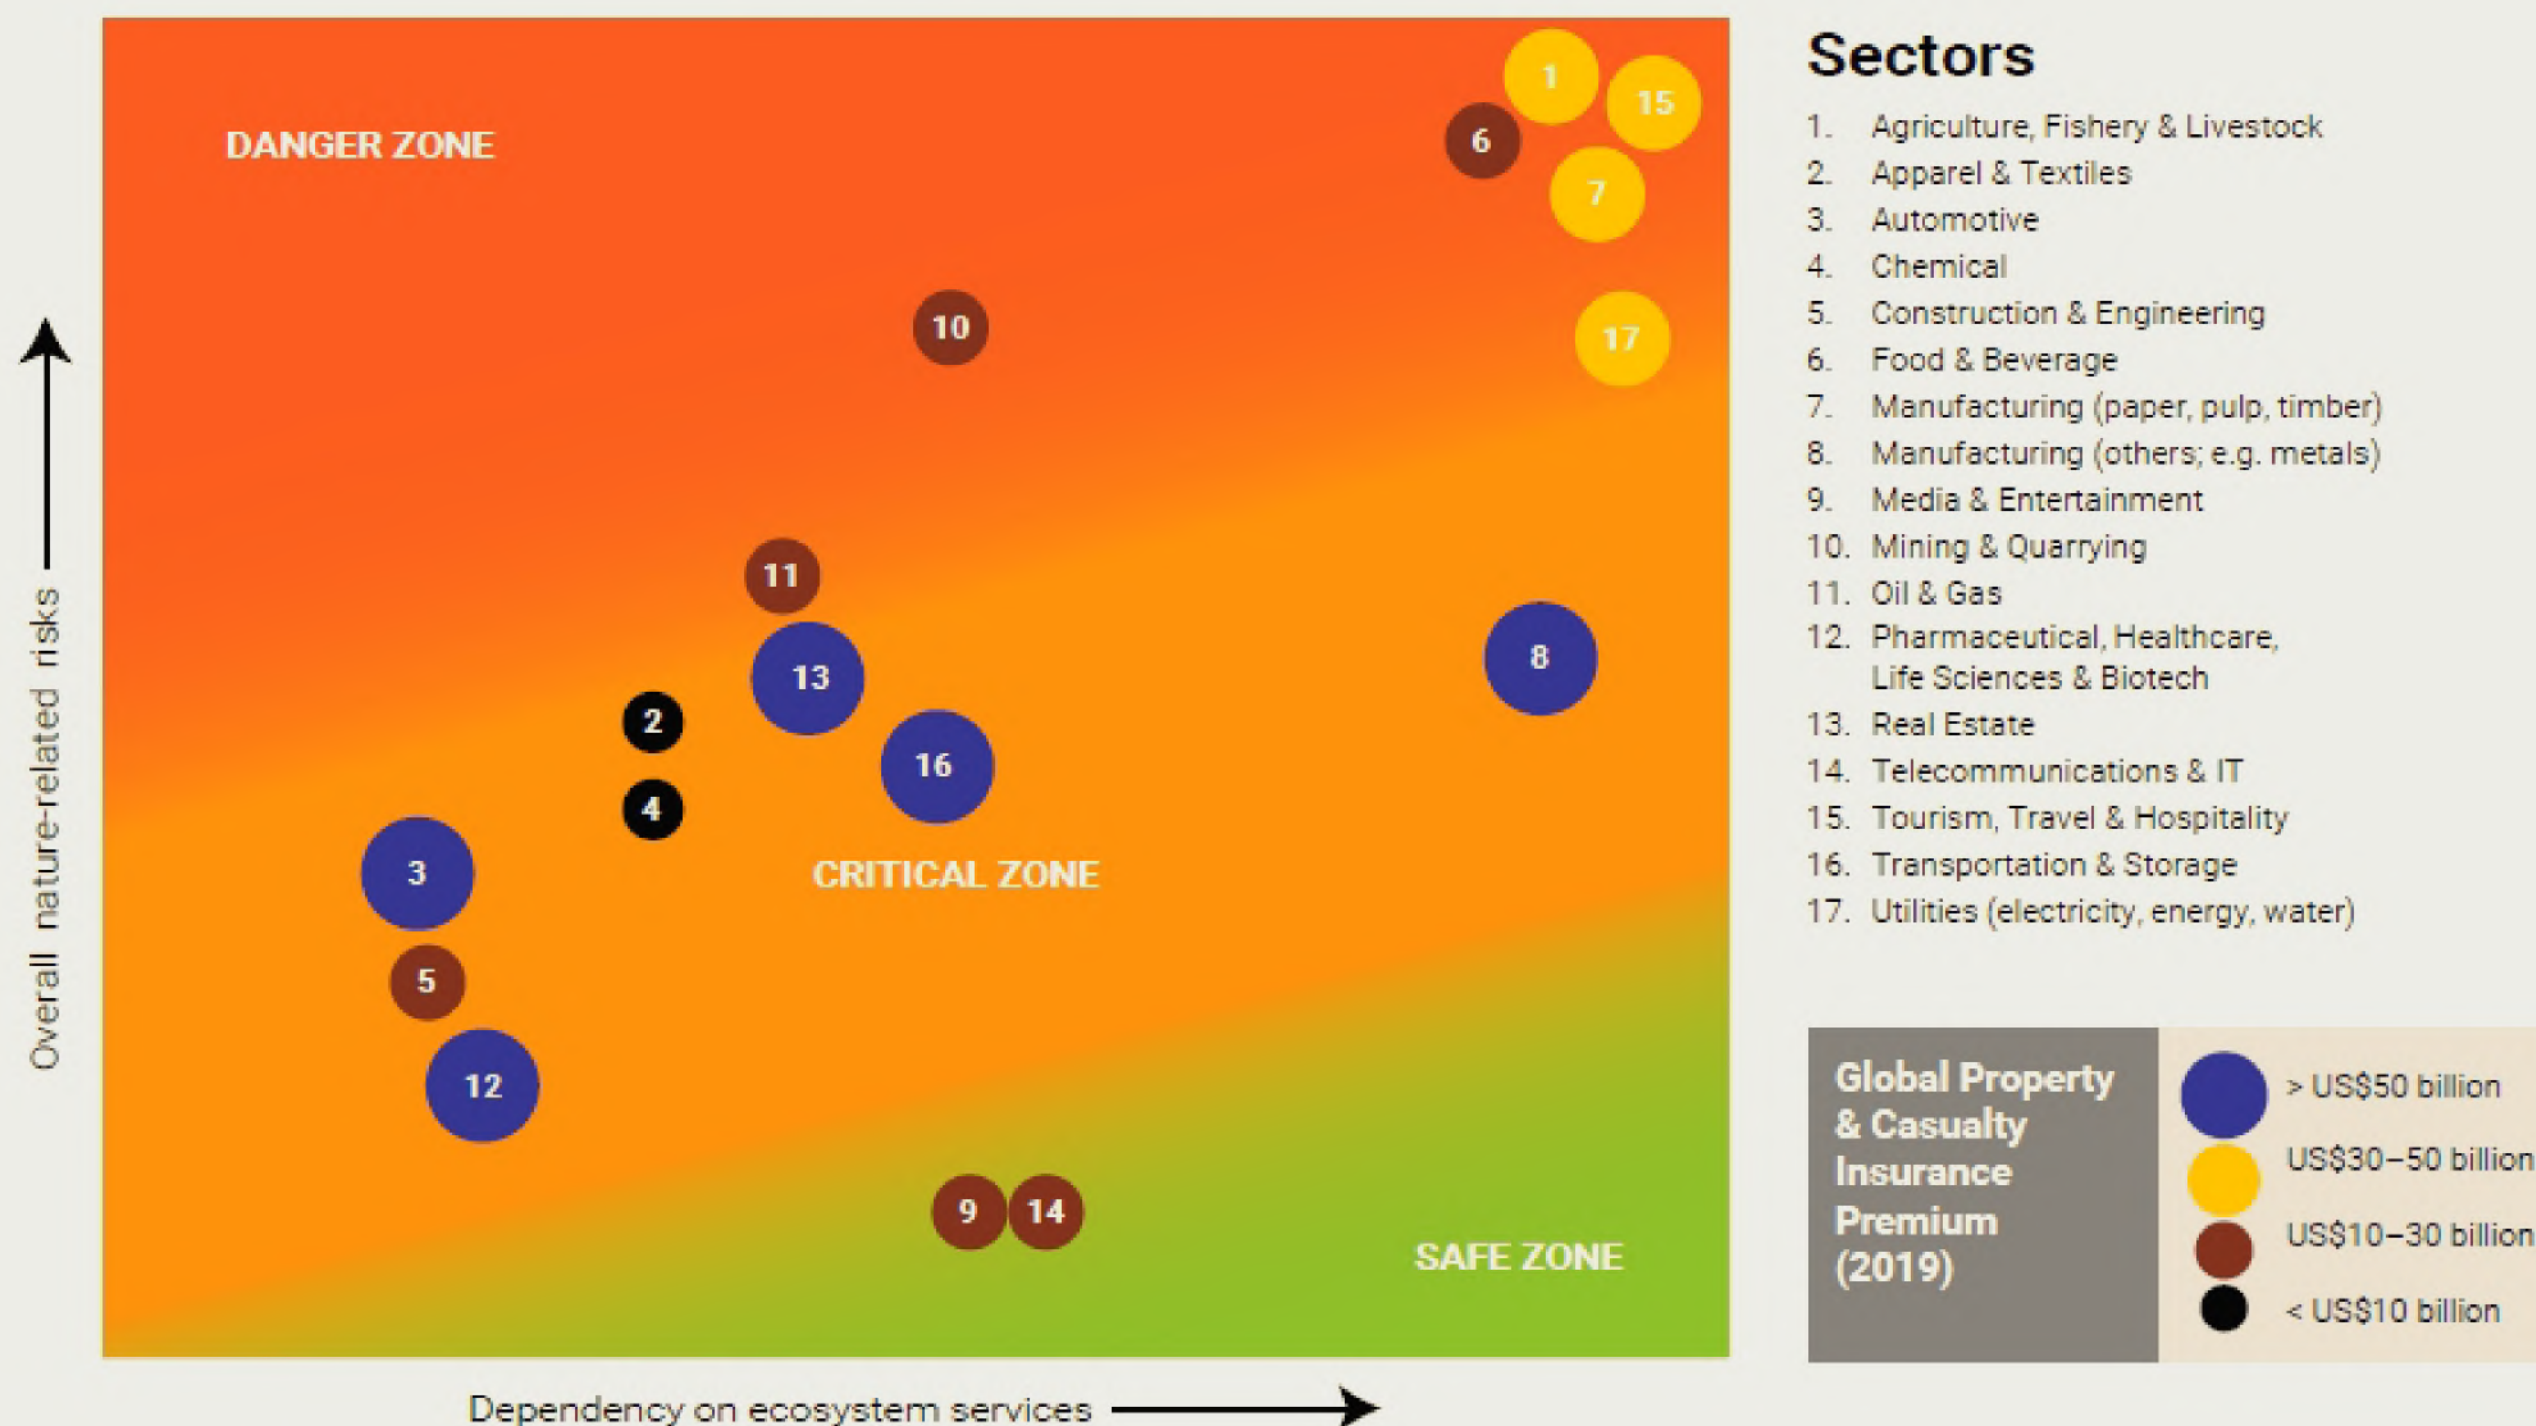 DANGER ZONE
1
15
6
7
10
17
11
13
8
2
16
4
3
CRITICAL ZONE
5
12
9
14
SAFE ZONE
Overall nature-related risks
Dependency on ecosystem services
Sectors
1. Agriculture, Fishery & Livestock
2. Apparel & Textiles
3. Automotive
4. Chemical
5. Construction & Engineering
6. Food & Beverage
7. Manufacturing (paper, pulp, timber)
8. Manufacturing (others; e.g. metals)
9. Media & Entertainment
10. Mining & Quarrying
11. Oil & Gas
12. Pharmaceutical, Healthcare,
Life Sciences & Biotech
13. Real Estate
14. Telecommunications & IT
15. Tourism, Travel & Hospitality
16. Transportation & Storage
17. Utilities (electricity, energy, water)
Global Property
& Casualty
Insurance
Premium
(2019)
> US$50 billion
US$30–50 billion
US$10–30 billion
< US$10 billion